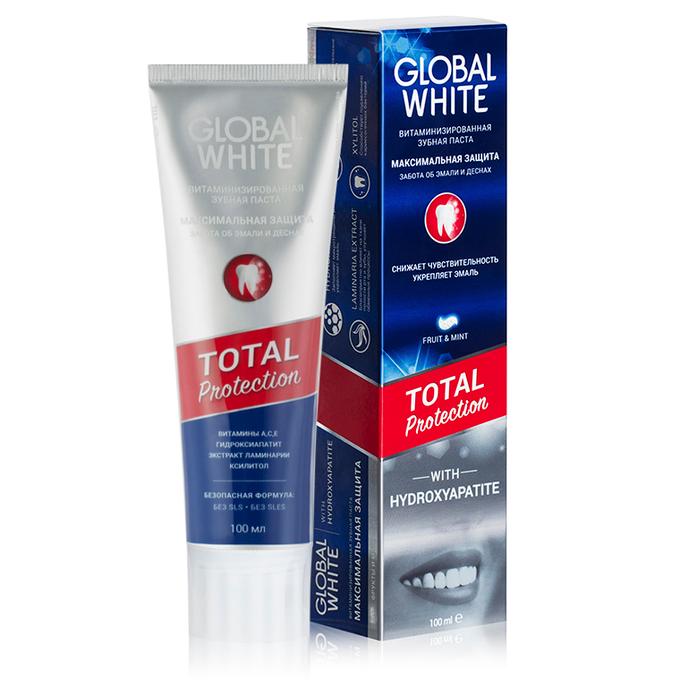 GLOBAL
WHITE
ВИТАМИНИЗИРОВАННАЯ
ЗУБНАЯ ПАСТА
МАКСИМАЛЬНАЯ ЗАЩИТА
ЗАБОТА ОБ ЭМАЛИ И ДЕСНАХ
TOTAL
Protection
ВИТАМИНЫ А,С,Е
ГИДРОКСИАПАТИТ
ЭКСТРАКТ ЛАМИНАРИИ
КСИЛИТОЛ
БЕЗОПАСНАЯ ФОРМУЛА:
БЕЗ SLS • БЕЗ SLES
100 МЛ
XYLITOL
LAMINARIA EXTRACT
GLOBAL
WHITE
WITH
HYDROXYAPATITE
ВИТАМИНИЗИРОВАННАЯ ЗУБНАЯ ПАСТА
МАКСИМАЛЬНАЯ ЗАЩИТА
GLOBAL
WHITE
ВИТАМИНИЗИРОВАННАЯ
ЗУБНАЯ ПАСТА
МАКСИМАЛЬНАЯ ЗАЩИТА
ЗАБОТА ОБ ЭМАЛИ И ДЕСНАХ
СНИЖАЕТ ЧУВСТВИТЕЛЬНОСТЬ
УКРЕПЛЯЕТ ЭМАЛЬ
FRUIT & MINT
TOTAL
Protection
WITH
HYDROXYAPATITE
100 ml e